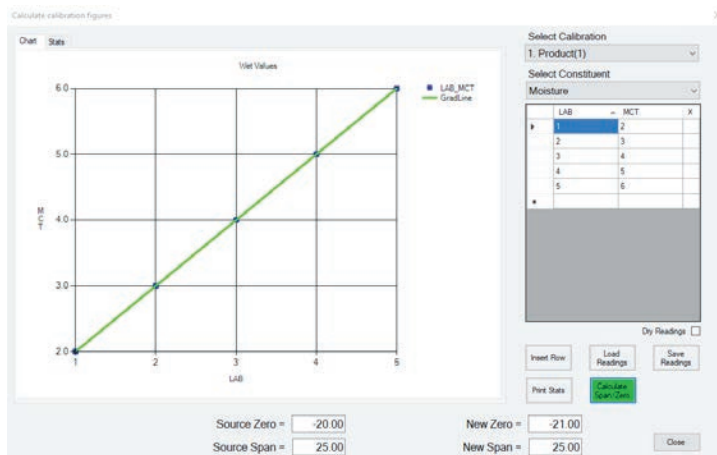 Calculate calibration figures
Chart Stats
Wet Values
6.0
5.0
4.0
3.0
2.0
MCT
1 2 3 4 5
LAB
LAB_MCT
GradLine
Select Calibration
1. Product(1)
Select Constituent
Moisture
LAB MCT X
1 2
2 3
3 4
4 5
5 6
Dry Readings
Insert Row
Load
Readings
Save
Readings
Print Stats
Calculate
Span/Zero
Source Zero = -20.00
New Zero = -21.00
Source Span = 25.00
New Span = 25.00
Close